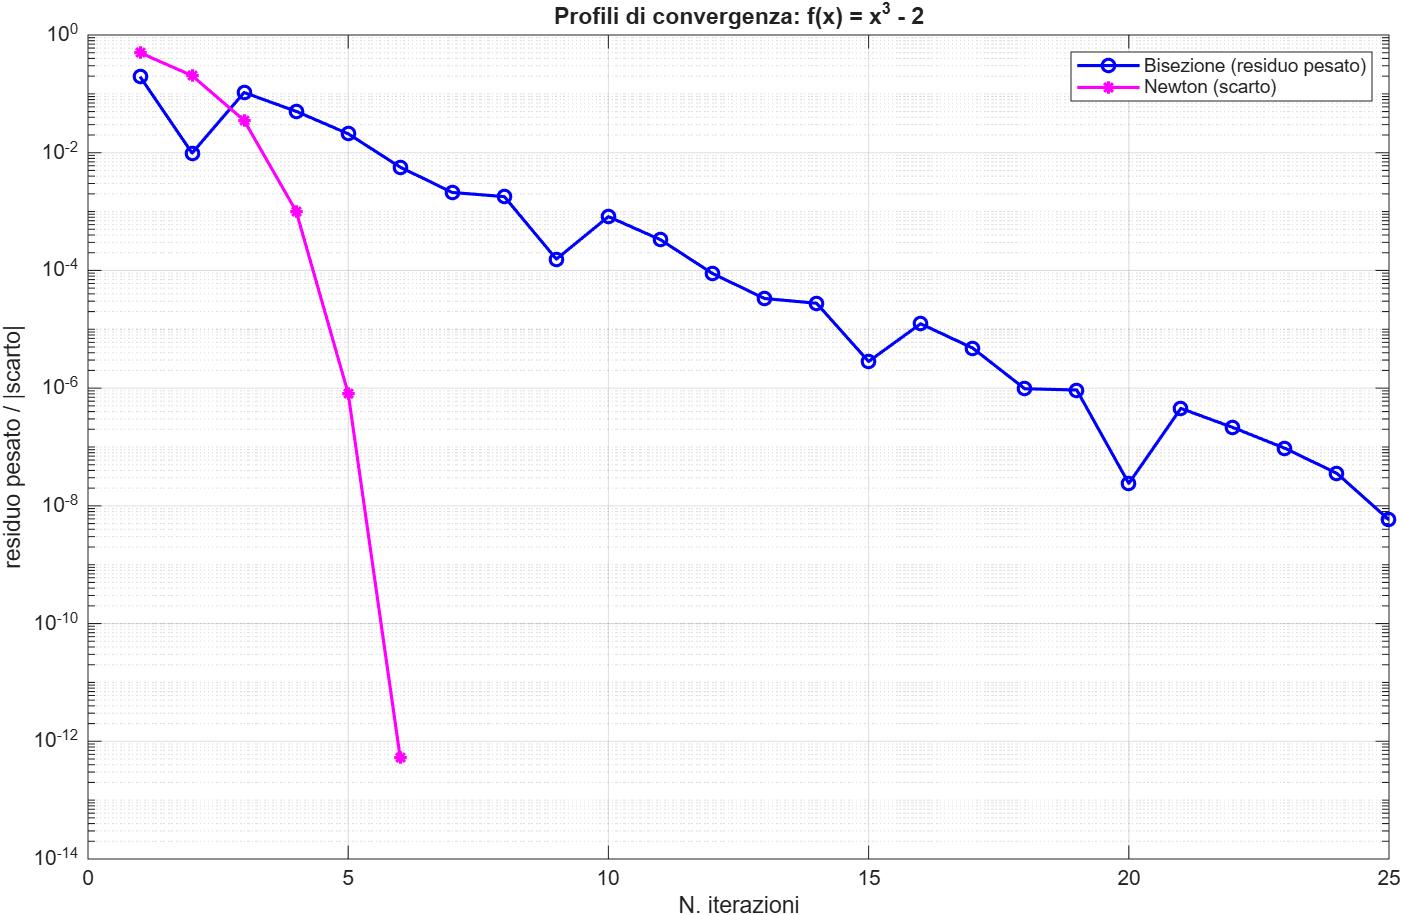 Profili di convergenza: f(x) = x³ - 2
Bisezione (residuo pesato)
Newton (scarto)
residuo pesato / |scarto|
10⁰
10⁻²
10⁻⁴
10⁻⁶
10⁻⁸
10⁻¹⁰
10⁻¹²
10⁻¹⁴
0 5 10 15 20 25
N. iterazioni